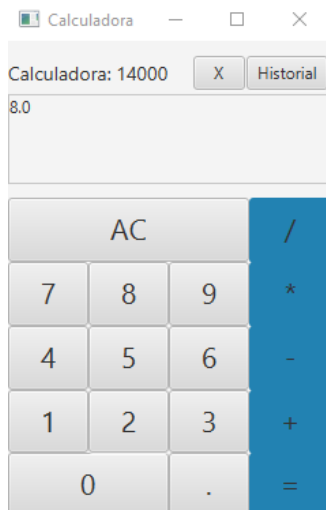 Calculadora
Calculadora: 14000 X Historial
8.0
AC /
7 8 9 *
4 5 6 -
1 2 3 +
0 . =